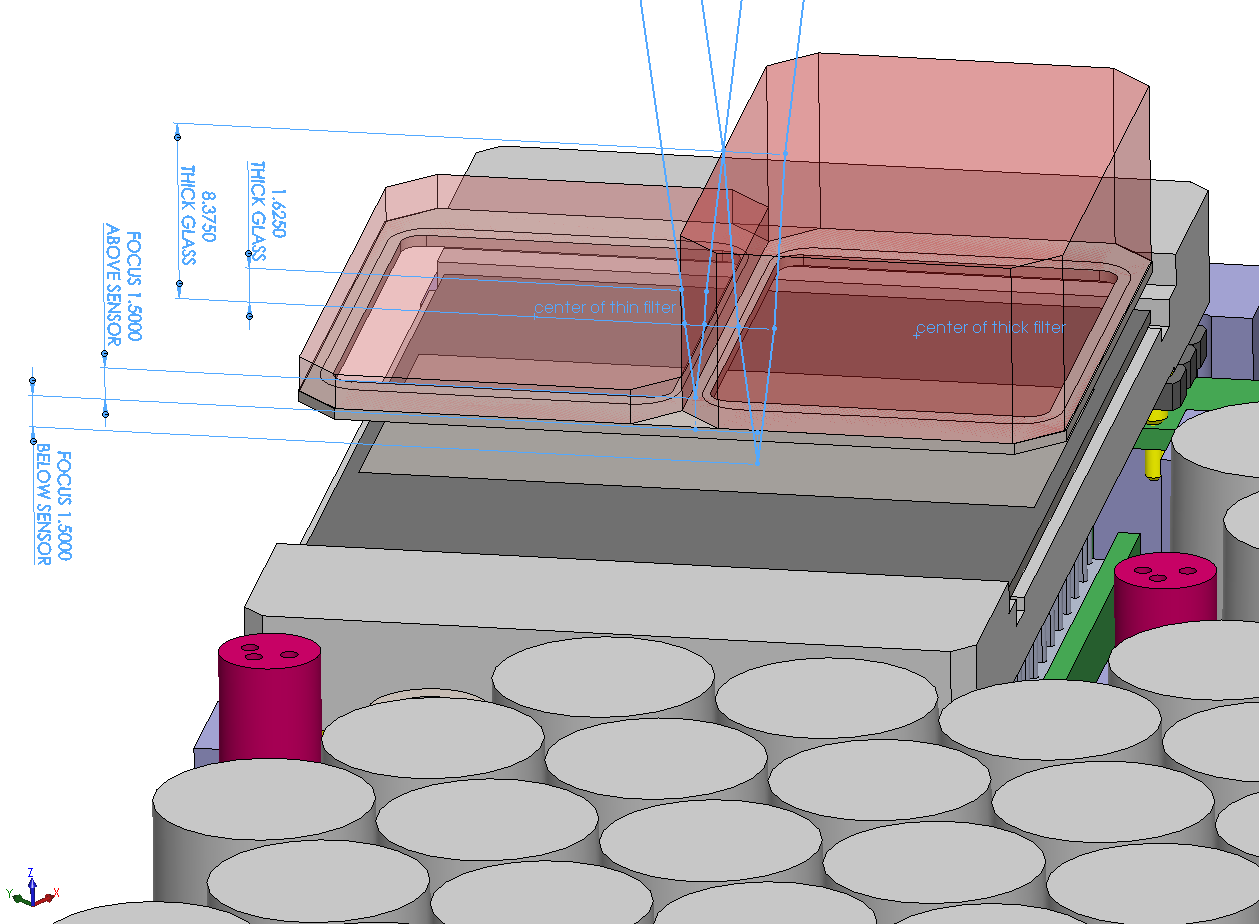 1.6250
THICK GLASS
8.3750
THICK GLASS
FOCUS 1.5000
ABOVE SENSOR
center of thin filter
center of thick filter
FOCUS 1.5000
BELOW SENSOR
Z
Y
X